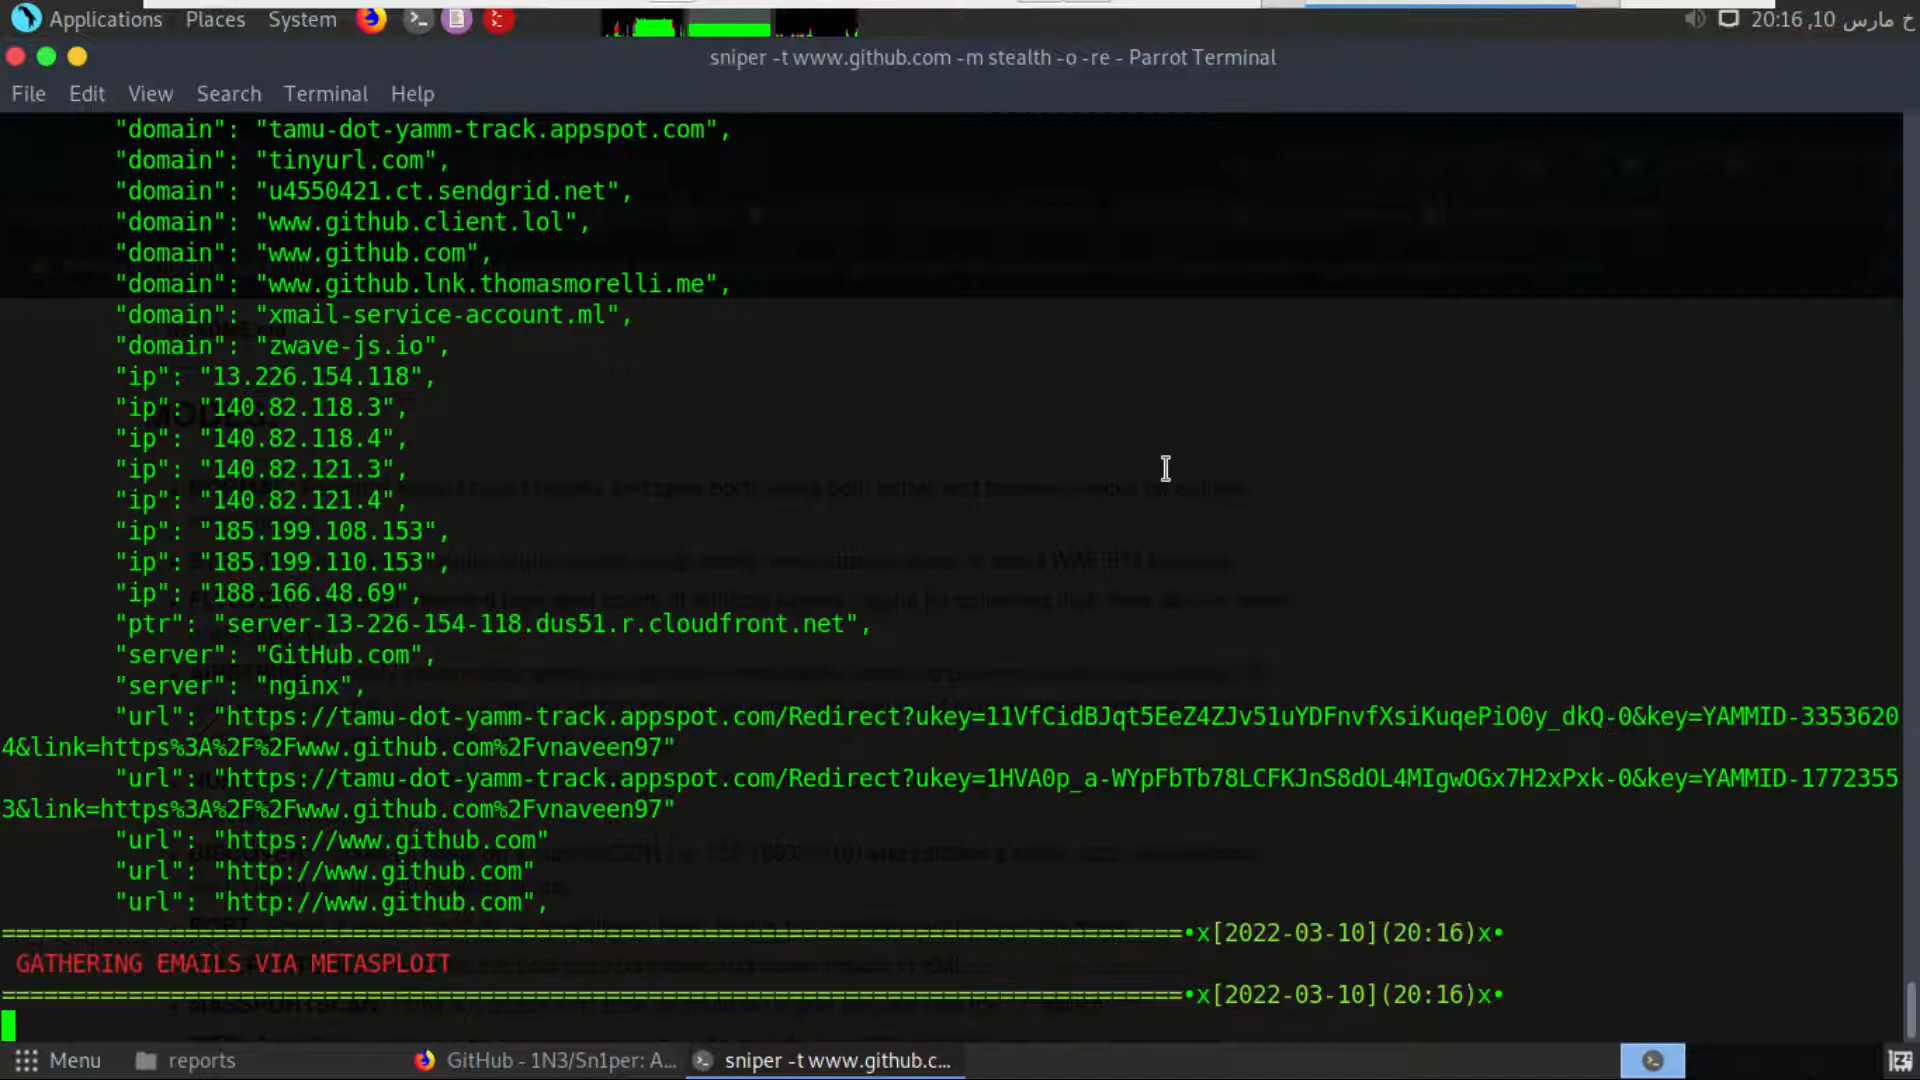 Applications Places System
خ مارس 10, 20:16
sniper -t www.github.com -m stealth -o -re - Parrot Terminal
File Edit View Search Terminal Help
"domain": "tamu-dot-yamm-track.appspot.com",
"domain": "tinyurl.com",
"domain": "u4550421.ct.sendgrid.net",
"domain": "www.github.client.lol",
"domain": "www.github.com",
"domain": "www.github.lnk.thomasmorelli.me",
"domain": "xmail-service-account.ml",
"domain": "zwave-js.io",
"ip": "13.226.154.118",
"ip": "140.82.118.3",
"ip": "140.82.118.4",
"ip": "140.82.121.3",
"ip": "140.82.121.4",
"ip": "185.199.108.153",
"ip": "185.199.110.153",
"ip": "188.166.48.69",
"ptr": "server-13-226-154-118.dus51.r.cloudfront.net",
"server": "GitHub.com",
"server": "nginx",
"url": "https://tamu-dot-yamm-track.appspot.com/Redirect?ukey=11VfCidBJqt5EeZ4ZJv51uYDFnvfXsiKuqePiO0y_dkQ-0&key=YAMMID-3353620
4&link=https%3A%2F%2Fwww.github.com%2Fvnaveen97"
"url": "https://tamu-dot-yamm-track.appspot.com/Redirect?ukey=1HVA0p_a-WYpFbTb78LCFKJnS8dOL4MIgwOGx7H2xPxk-0&key=YAMMID-1772355
3&link=https%3A%2F%2Fwww.github.com%2Fvnaveen97"
"url": "https://www.github.com"
"url": "http://www.github.com"
"url": "http://www.github.com",
•x[2022-03-10](20:16)x•
GATHERING EMAILS VIA METASPLOIT
•x[2022-03-10](20:16)x•
Menu reports GitHub - 1N3/Sn1per: A... sniper -t www.github.c...